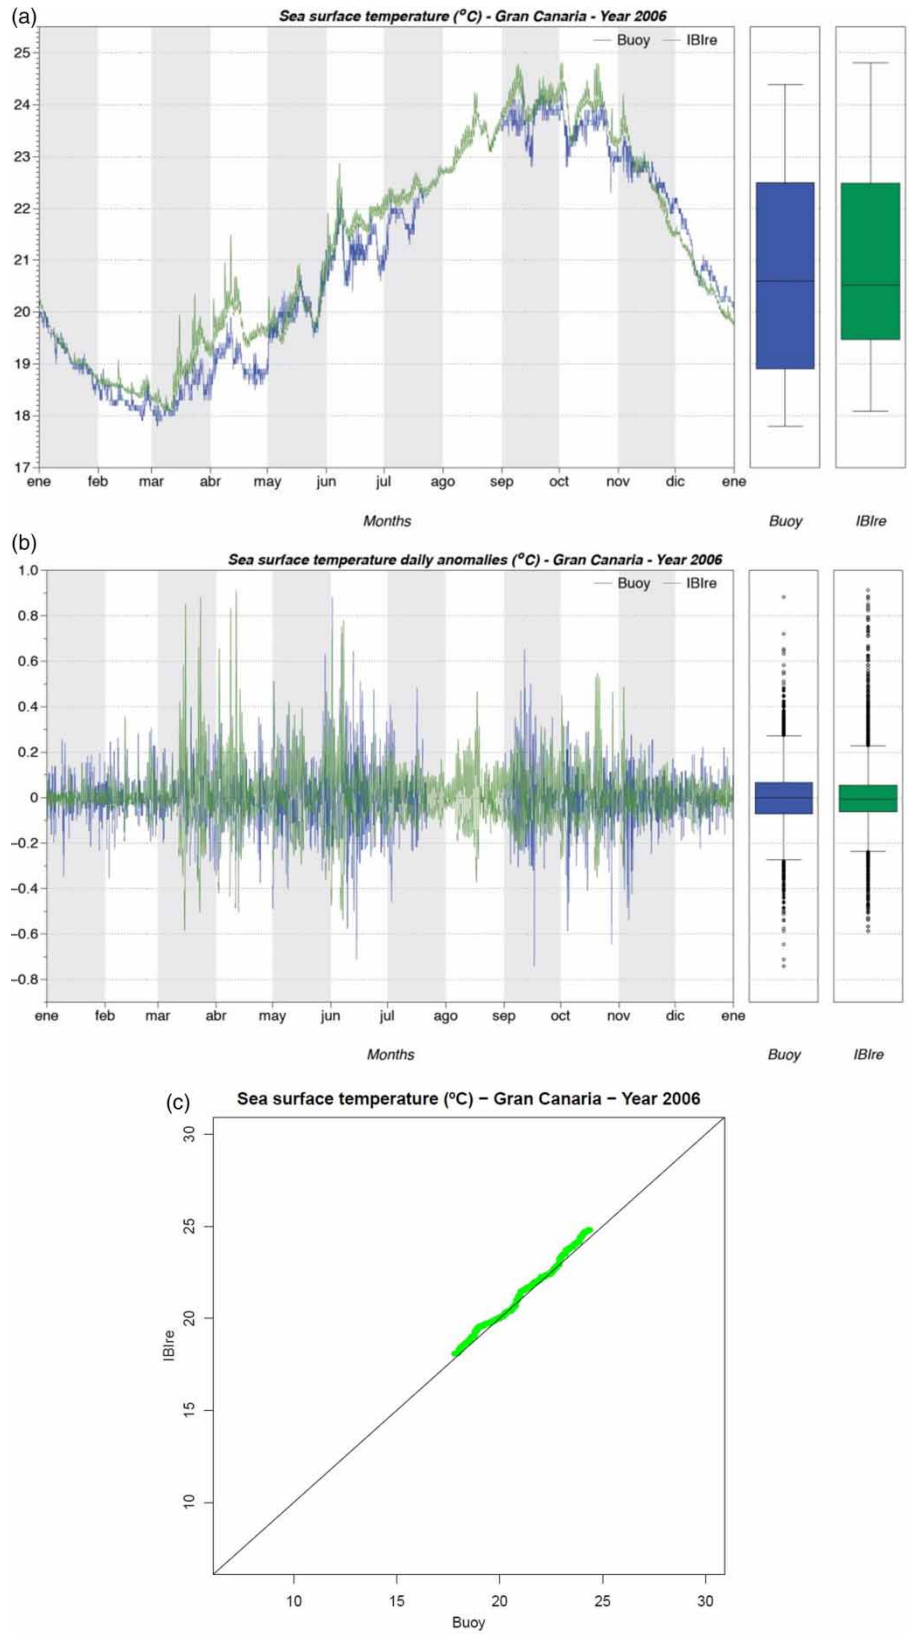 (a)
Sea surface temperature (°C) - Gran Canaria - Year 2006
Buoy IBIre
25
24
23
22
21
20
19
18
17
ene feb mar abr may jun jul ago sep oct nov dic ene
Months
Buoy IBIre
(b)
Sea surface temperature daily anomalies (°C) - Gran Canaria - Year 2006
Buoy IBIre
1.0
0.8
0.6
0.4
0.2
0
−0.2
−0.4
−0.6
−0.8
ene feb mar abr may jun jul ago sep oct nov dic ene
Months
Buoy IBIre
(c)
Sea surface temperature (ºC) − Gran Canaria − Year 2006
30
25
20
15
10
IBIre
10 15 20 25 30
Buoy